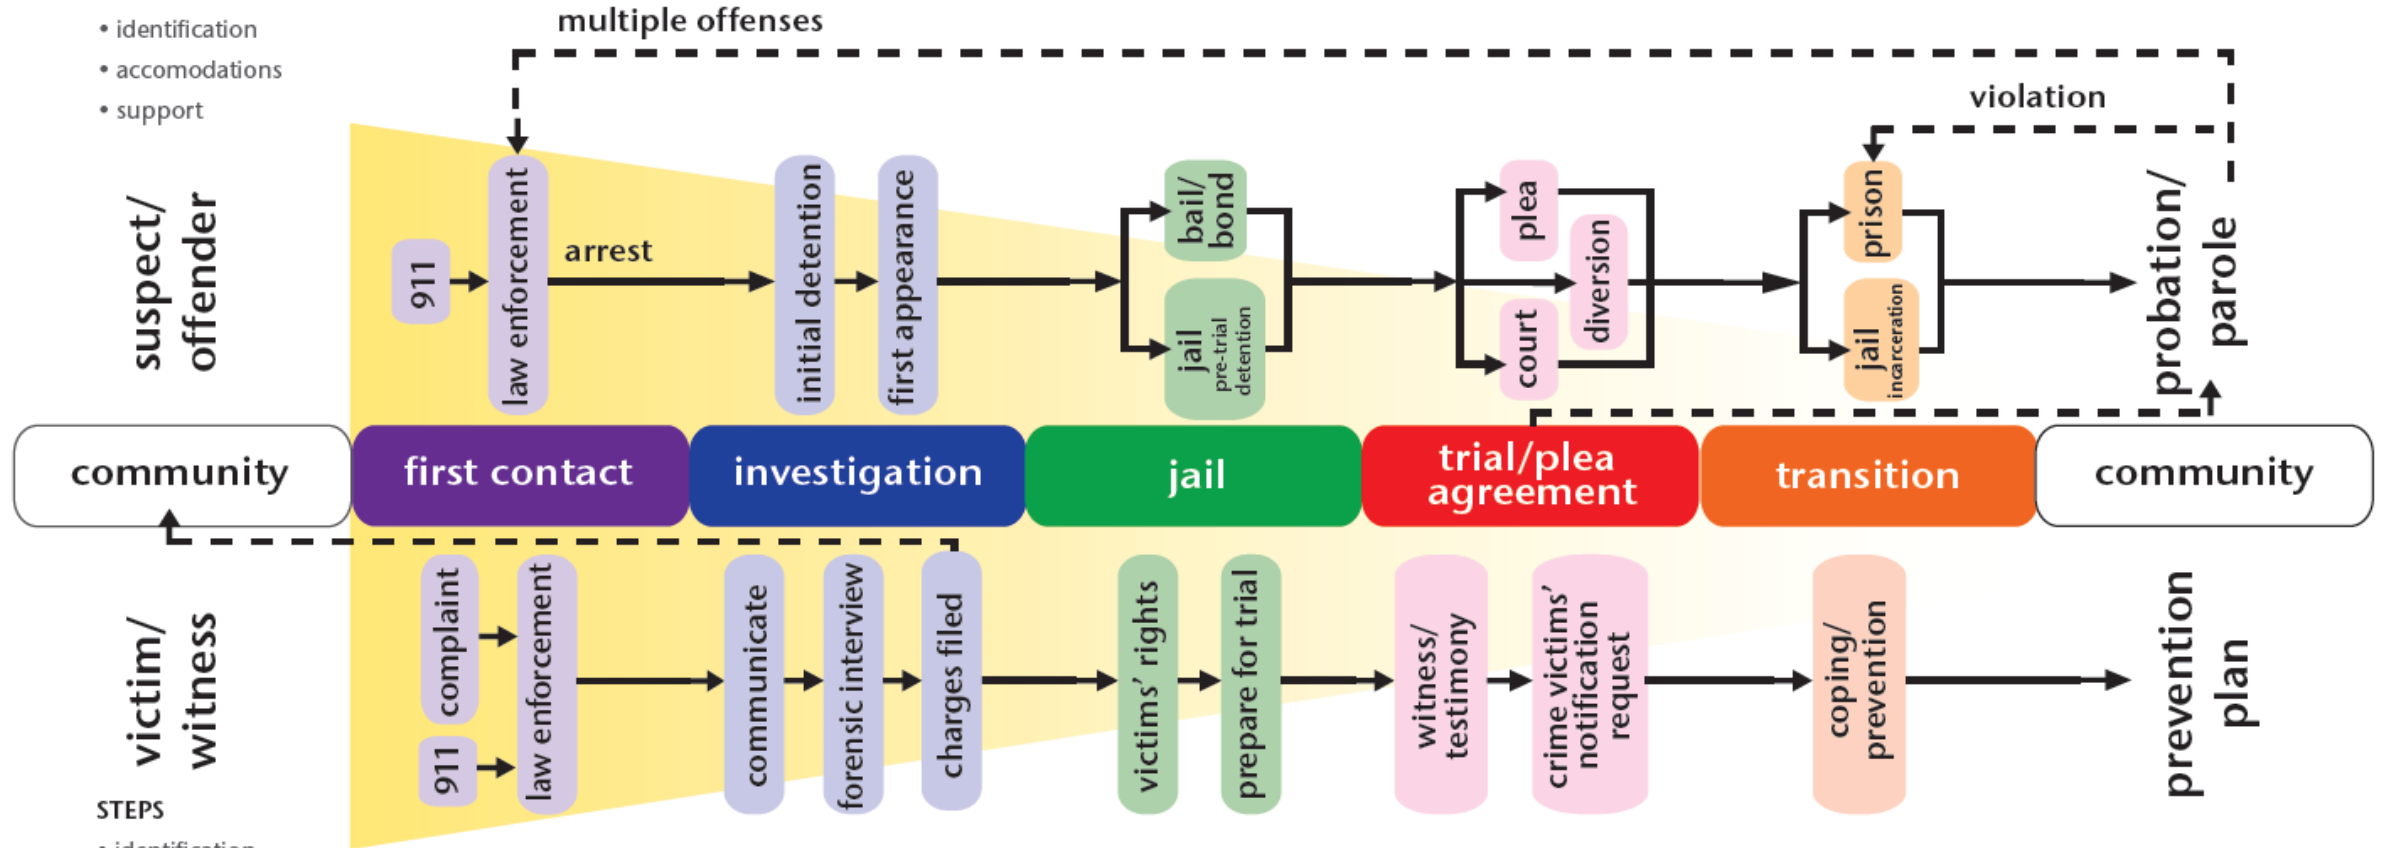 • identification
• accomodations
• support
multiple offenses
violation
suspect/
offender
911
law enforcement
arrest
initial detention
first appearance
bail/
bond
jail
pre-trial
detention
plea
diversion
court
prison
jail
incarceration
probation/
parole
community
first contact
investigation
jail
trial/plea
agreement
transition
community
victim/
witness
complaint
911
law enforcement
communicate
forensic interview
charges filed
victims’ rights
prepare for trial
witness/
testimony
crime victims’
notification
request
coping/
prevention
prevention
plan
STEPS
• identification